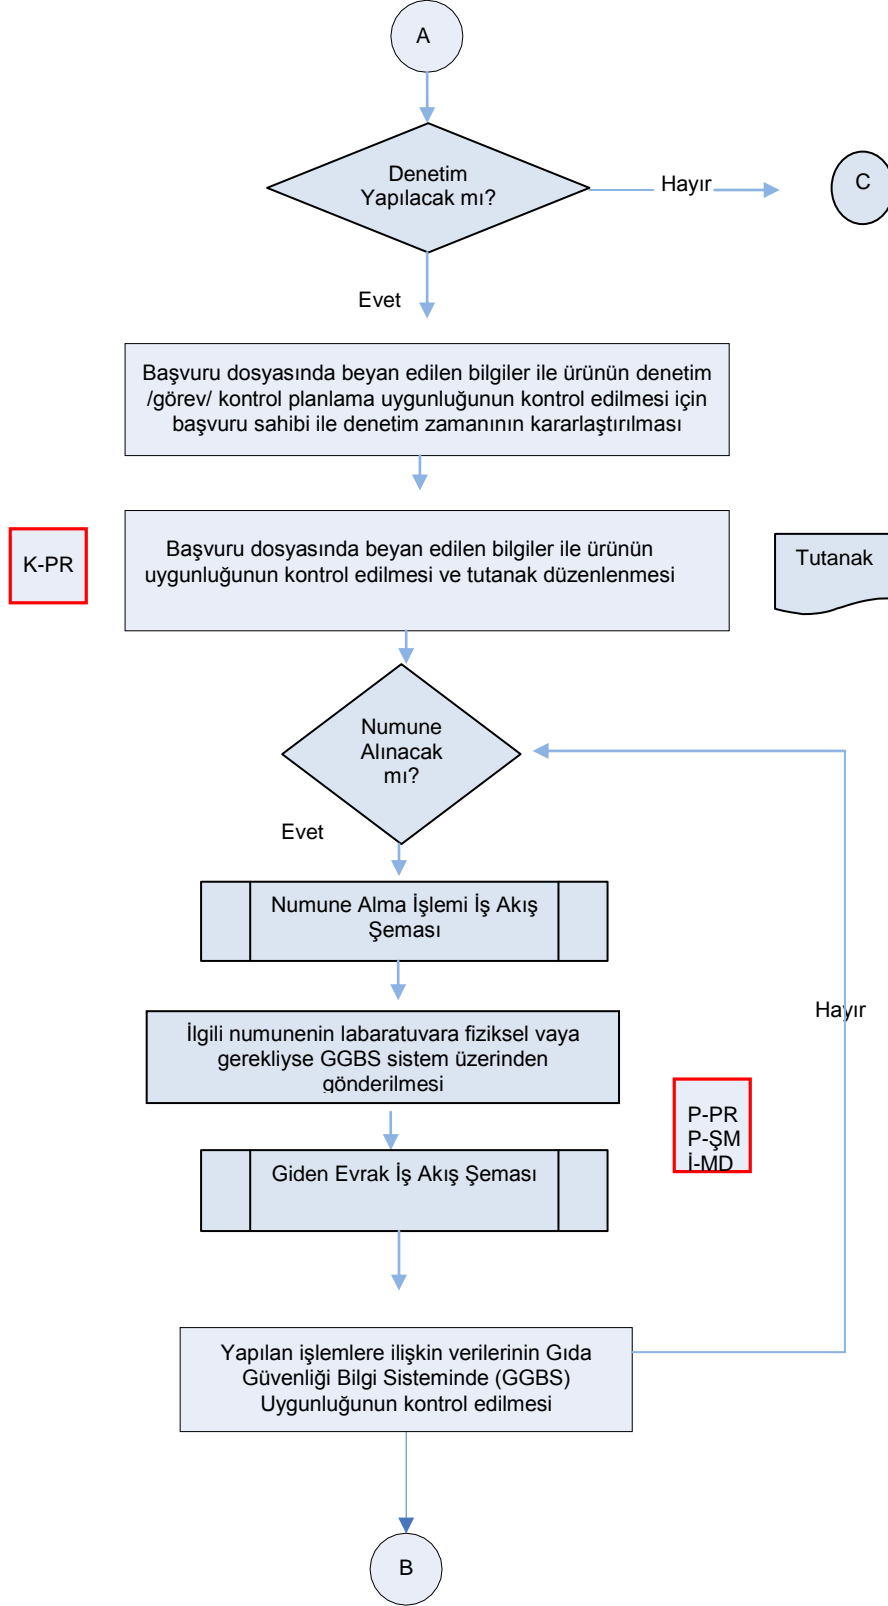 A
Denetim
Yapılacak mı?
Hayır
C
Evet
Başvuru dosyasında beyan edilen bilgiler ile ürünün denetim
/görev/ kontrol planlama uygunluğunun kontrol edilmesi için
başvuru sahibi ile denetim zamanının kararlaştırılması
K-PR
Başvuru dosyasında beyan edilen bilgiler ile ürünün
uygunluğunun kontrol edilmesi ve tutanak düzenlenmesi
Tutanak
Numune
Alınacak
mı?
Evet
Numune Alma İşlemi İş Akış
Şeması
Hayır
İlgili numunenin labaratuvara fiziksel vaya
gerekliyse GGBS sistem üzerinden
gönderilmesi
P-PR
P-ŞM
İ-MD
Giden Evrak İş Akış Şeması
Yapılan işlemlere ilişkin verilerinin Gıda
Güvenliği Bilgi Sisteminde (GGBS)
Uygunluğunun kontrol edilmesi
B